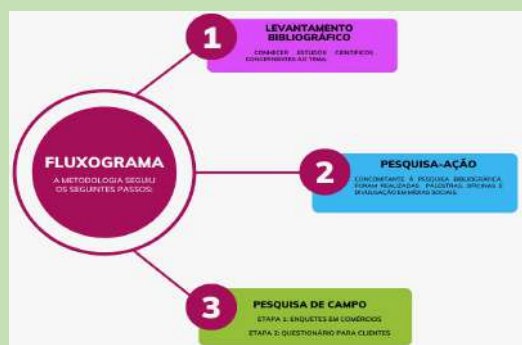 FLUXOGRAMA
A METODOLOGIA SEGUIU
OS SEGUINTES PASSOS:
1
LEVANTAMENTO
BIBLIOGRÁFICO
CONHECER ESTUDOS CIENTÍFICOS
CONCERNENTES AO TEMA.
2
PESQUISA-AÇÃO
CONCOMITANTE À PESQUISA BIBLIOGRÁFICA,
FORAM REALIZADAS PALESTRAS, OFICINAS E
DIVULGAÇÃO EM MÍDIAS SOCIAIS.
3
PESQUISA DE CAMPO
ETAPA 1: ENQUETES EM COMÉRCIOS
ETAPA 2: QUESTIONÁRIO PARA CLIENTES